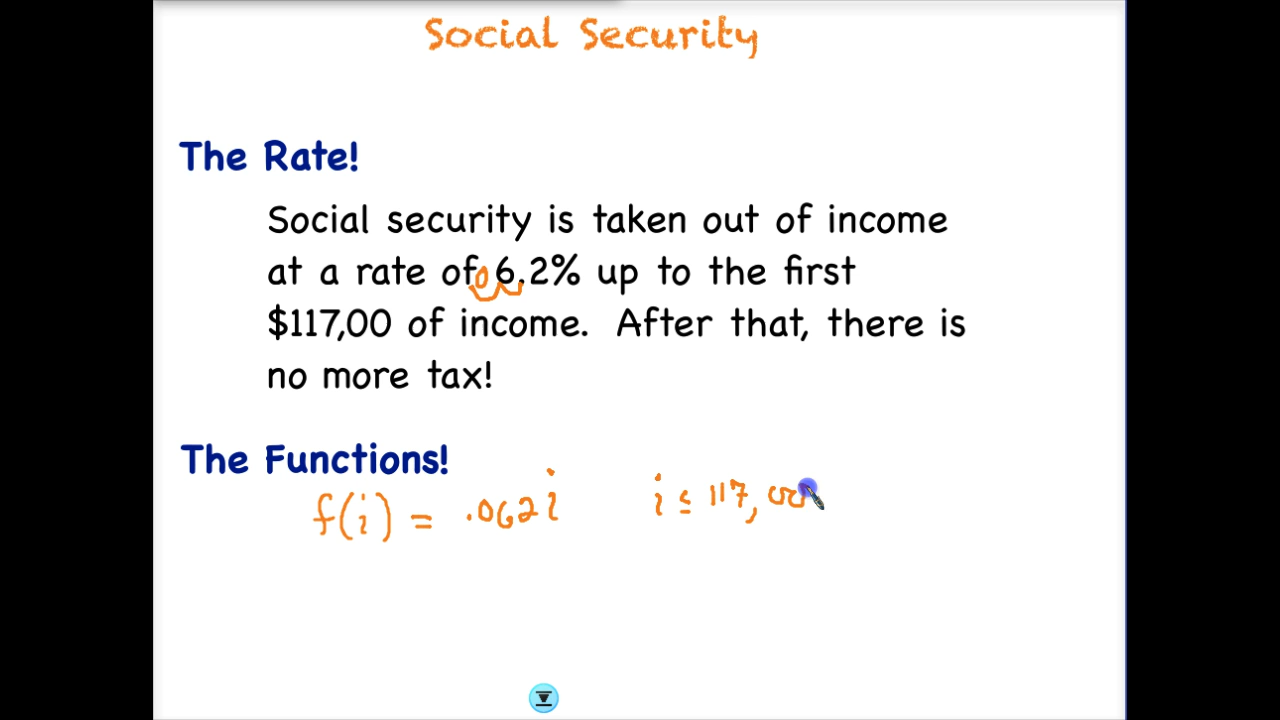 Social Security
The Rate!
Social security is taken out of income
at a rate of 06.2% up to the first
$117,00 of income. After that, there is
no more tax!
The Functions!
f(i) = .062i i ≤ 117,000